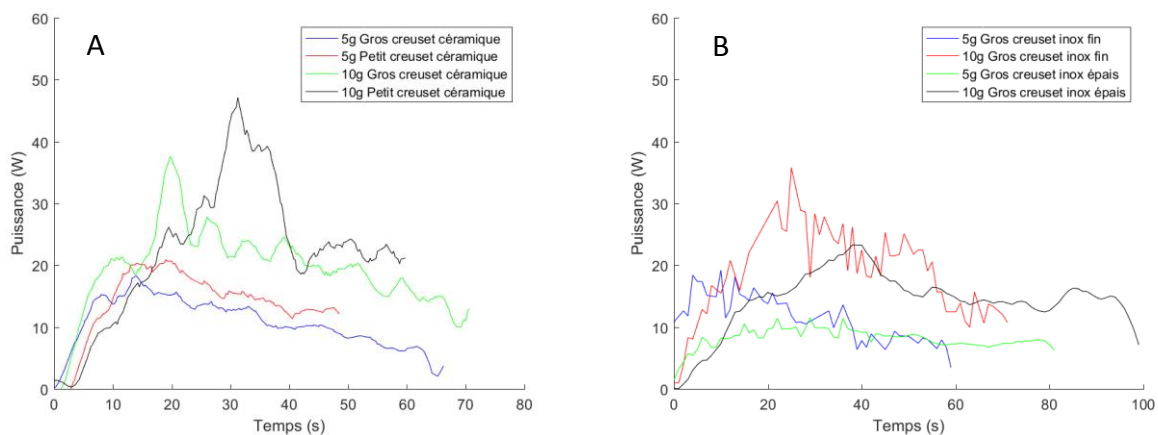 A
5g Gros creuset céramique
5g Petit creuset céramique
10g Gros creuset céramique
10g Petit creuset céramique
Puissance (W)
60
50
40
30
20
10
0
0 10 20 30 40 50 60 70 80
Temps (s)
B
5g Gros creuset inox fin
10g Gros creuset inox fin
5g Gros creuset inox épais
10g Gros creuset inox épais
Puissance (W)
60
50
40
30
20
10
0
0 20 40 60 80 100
Temps (s)